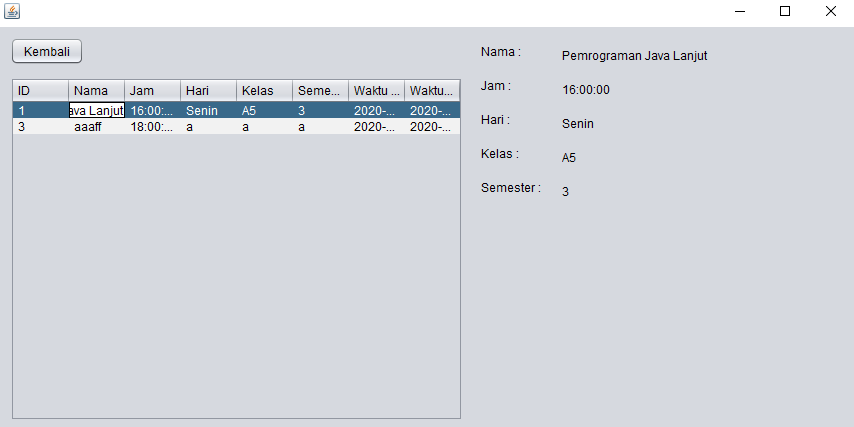 Kembali
ID Nama Jam Hari Kelas Seme... Waktu ... Waktu...
1 ava Lanjut 16:00:... Senin A5 3 2020-... 2020-...
3 aaaff 18:00:... a a a 2020-... 2020-...
Nama : Pemrograman Java Lanjut
Jam : 16:00:00
Hari : Senin
Kelas : A5
Semester : 3